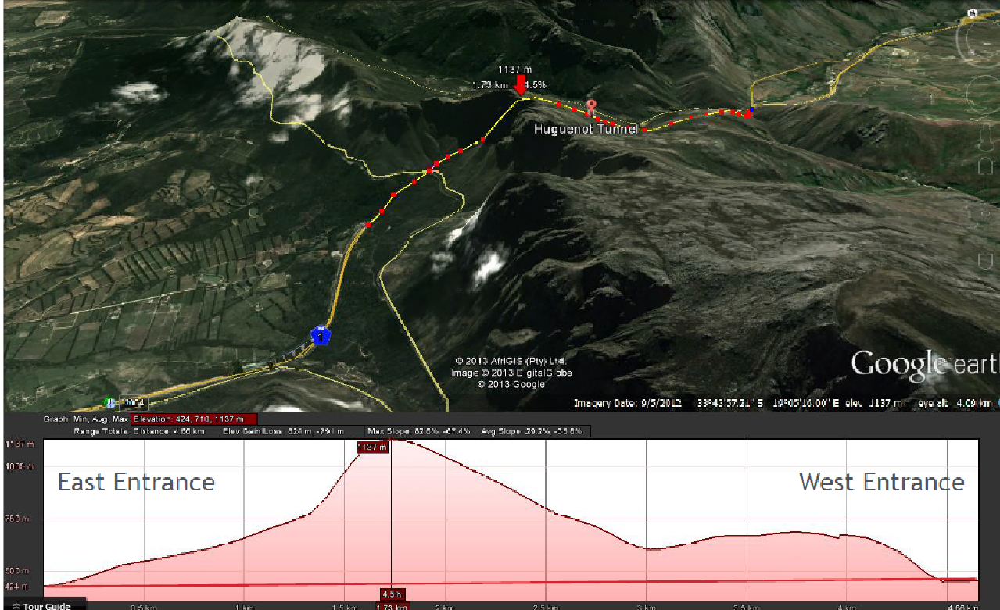 1137 m
1.73 km 4.5%
A
Huguenot Tunnel
N
1
2004
© 2013 AfriGIS (Pty) Ltd.
Image © 2013 DigitalGlobe
© 2013 Google
Google eart
Imagery Date: 9/5/2012 33°43'57.21" S 19°05'16.00" E elev 1137 m eye alt 4.09 km
Graph: Min, Avg, Max Elevation: 424, 710, 1137 m
Range Totals: Distance: 4.66 km Elev Gain/Loss: 824 m, -791 m Max Slope: 82.6%, -67.4% Avg Slope: 29.2%, -35.6%
1137 m
1137 m
1000 m
East Entrance
West Entrance
750 m
500 m
424 m
4.5%
Tour Guide
0.5 km
1 km
1.5 km
1.73 km
2 km
2.5 km
3 km
3.5 km
4 km
4.66 km